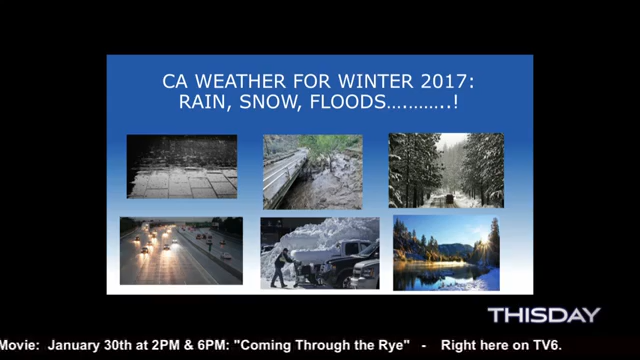 CA WEATHER FOR WINTER 2017:
RAIN, SNOW, FLOODS….……..!
THISDAY
Movie:  January 30th at 2PM & 6PM: "Coming Through the Rye"   -    Right here on TV6.